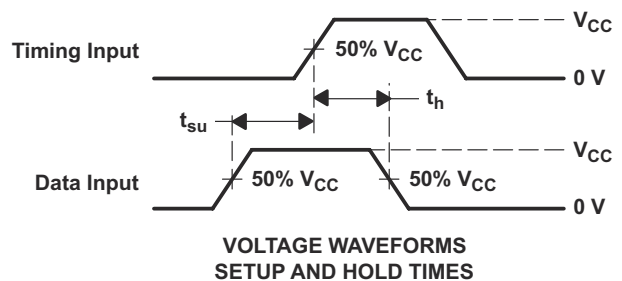 V_CC
Timing Input
50% V_CC
0 V
t_su
t_h
V_CC
Data Input
50% V_CC
50% V_CC
0 V
VOLTAGE WAVEFORMS
SETUP AND HOLD TIMES